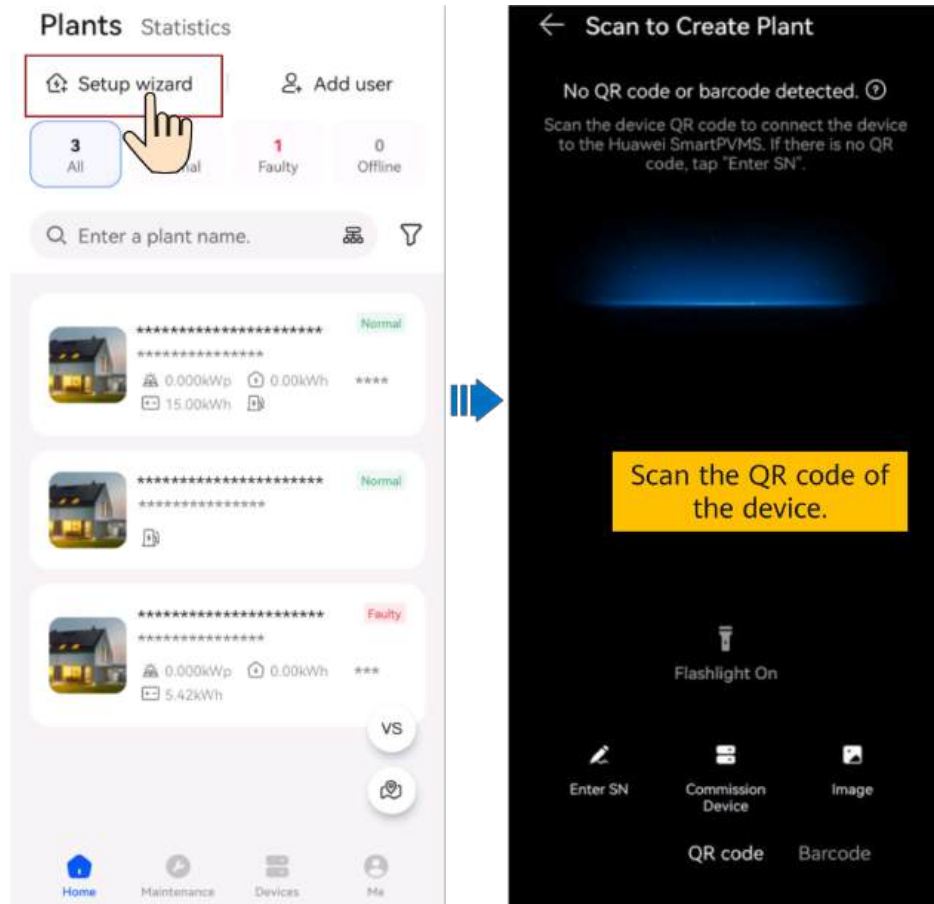 Plants Statistics
Setup wizard
Add user
3
All
1
Faulty
0
Offline
Enter a plant name.
***********************
Normal
***************
0.000kWp 0.00kWh ****
15.00kWh
***********************
Normal
***************
***********************
Faulty
***************
0.000kWp 0.00kWh ***
5.42kWh
VS
Home Maintenance Devices Me
Scan to Create Plant
No QR code or barcode detected.
Scan the device QR code to connect the device
to the Huawei SmartPVMS. If there is no QR
code, tap "Enter SN".
Scan the QR code of
the device.
Flashlight On
Enter SN
Commission
Device
Image
QR code Barcode